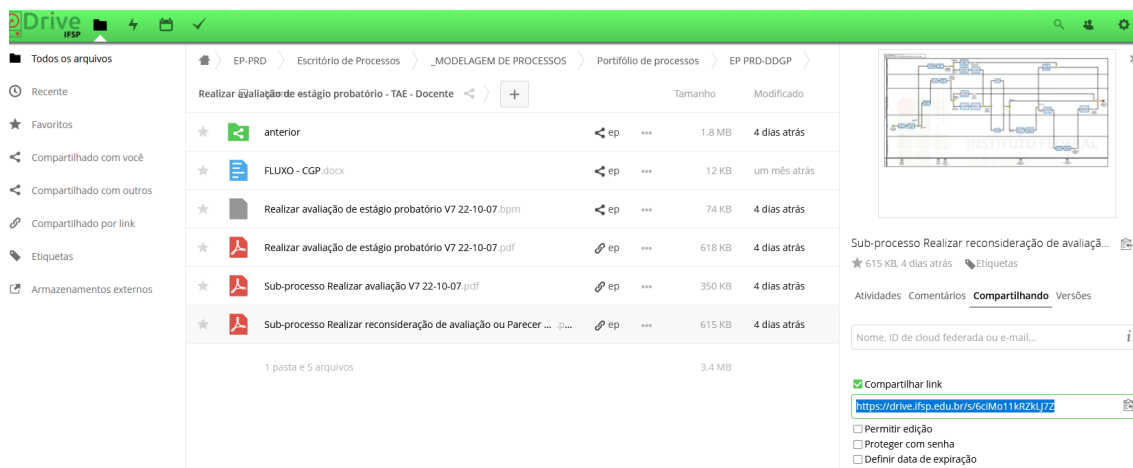 Drive
IFSP
Todos os arquivos
Recente
Favoritos
Compartilhado com você
Compartilhado com outros
Compartilhado por link
Etiquetas
Armazenamentos externos
EP-PRD Escritório de Processos _MODELAGEM DE PROCESSOS Portifólio de processos EP PRD-DDGP
Realizar avaliação de estágio probatório - TAE - Docente + Tamanho Modificado
anterior ep ••• 1.8 MB 4 dias atrás
FLUXO - CGP.docx ep ••• 12 KB um mês atrás
Realizar avaliação de estágio probatório V7 22-10-07.bpm ep ••• 74 KB 4 dias atrás
Realizar avaliação de estágio probatório V7 22-10-07.pdf ep ••• 618 KB 4 dias atrás
Sub-processo Realizar avaliação V7 22-10-07.pdf ep ••• 350 KB 4 dias atrás
Sub-processo Realizar reconsideração de avaliação ou Parecer ... .p... ep ••• 615 KB 4 dias atrás
1 pasta e 5 arquivos 3.4 MB
INSTITUTO FEDERAL
Sub-processo Realizar reconsideração de avaliaçã...
615 KB, 4 dias atrás Etiquetas
Atividades Comentários Compartilhando Versões
Nome, ID de cloud federada ou e-mail... i
Compartilhar link
https://drive.ifsp.edu.br/s/6ciMo11kRZkLJ7Z
Permitir edição
Proteger com senha
Definir data de expiração